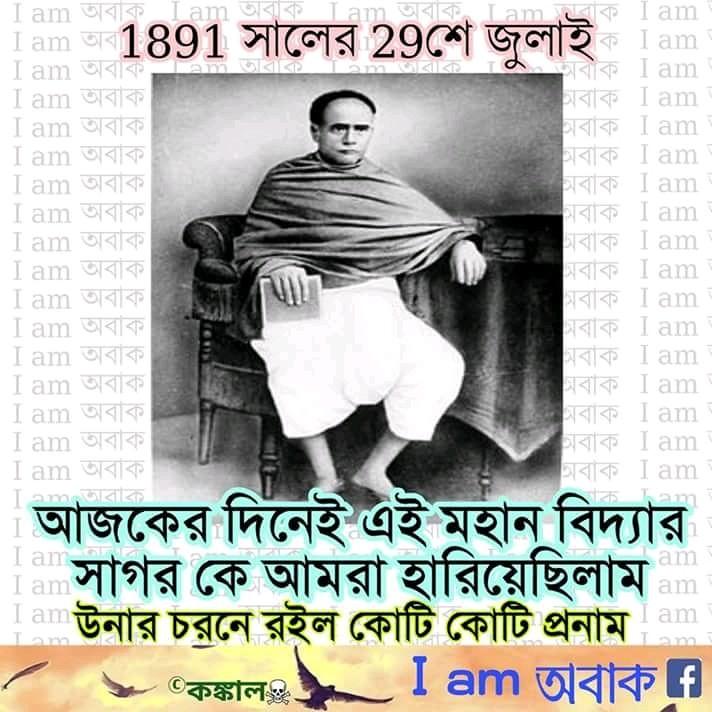 1891 সালের 29শে জুলাই
আজকের দিনেই এই মহান বিদ্যার
সাগর কে আমরা হারিয়েছিলাম
উনার চরনে রইল কোটি কোটি প্রনাম
©কঙ্কাল☠ I am অবাক f